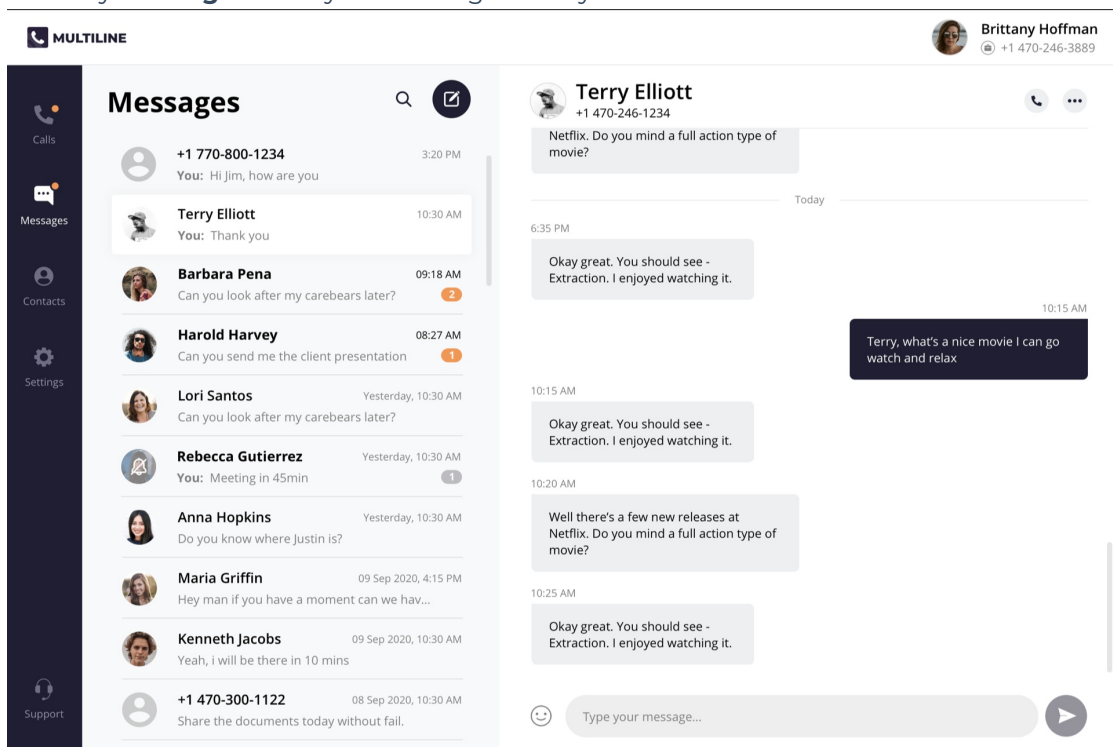 MULTILINE
Brittany Hoffman
+1 470-246-3889
Calls
Messages
Contacts
Settings
Support
Messages
+1 770-800-1234 3:20 PM
You: Hi Jim, how are you
Terry Elliott 10:30 AM
You: Thank you
Barbara Pena 09:18 AM
Can you look after my carebears later? 2
Harold Harvey 08:27 AM
Can you send me the client presentation 1
Lori Santos Yesterday, 10:30 AM
Can you look after my carebears later?
Rebecca Gutierrez Yesterday, 10:30 AM
You: Meeting in 45min 1
Anna Hopkins Yesterday, 10:30 AM
Do you know where Justin is?
Maria Griffin 09 Sep 2020, 4:15 PM
Hey man if you have a moment can we hav...
Kenneth Jacobs 09 Sep 2020, 10:30 AM
Yeah, i will be there in 10 mins
+1 470-300-1122 08 Sep 2020, 10:30 AM
Share the documents today without fail.
Terry Elliott
+1 470-246-1234
Netflix. Do you mind a full action type of
movie?
Today
6:35 PM
Okay great. You should see -
Extraction. I enjoyed watching it.
10:15 AM
Terry, what's a nice movie I can go
watch and relax
10:15 AM
Okay great. You should see -
Extraction. I enjoyed watching it.
10:20 AM
Well there's a few new releases at
Netflix. Do you mind a full action type of
movie?
10:25 AM
Okay great. You should see -
Extraction. I enjoyed watching it.
Type your message...